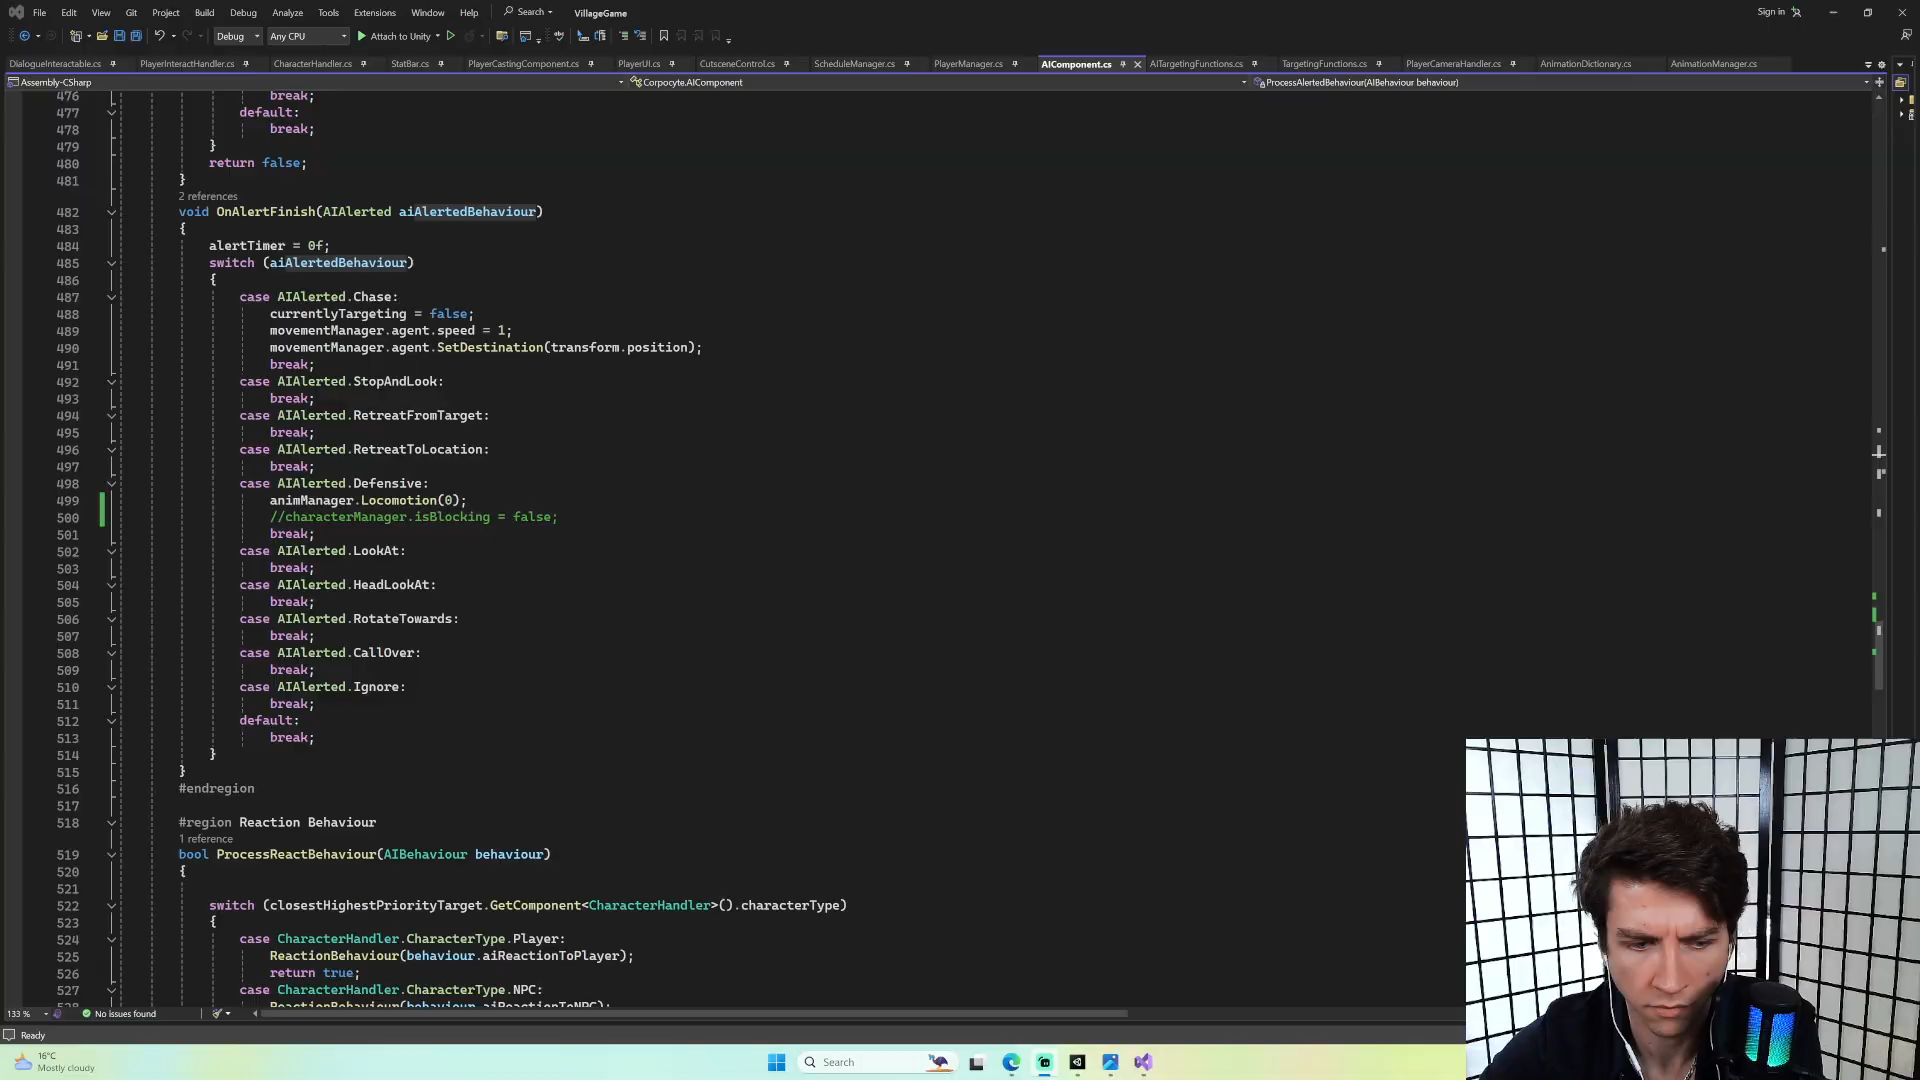 File Edit View Git Project Build Debug Analyze Tools Extensions Window Help Search VillageGame Sign in
Debug Any CPU Attach to Unity
DialogueInteractable.cs PlayerInteractHandler.cs CharacterHandler.cs StatBar.cs PlayerCastingComponent.cs PlayerUI.cs CutsceneControl.cs ScheduleManager.cs PlayerManager.cs AIComponent.cs AITargetingFunctions.cs TargetingFunctions.cs PlayerCameraHandler.cs AnimationDictionary.cs AnimationManager.cs
Assembly-CSharp Corpocyte.AIComponent ProcessAlertedBehaviour(AIBehaviour behaviour)
476 break;
477 default:
478 break;
479 }
480 return false;
481 }
2 references
482 void OnAlertFinish(AIAlerted aiAlertedBehaviour)
483 {
484 alertTimer = 0f;
485 switch (aiAlertedBehaviour)
486 {
487 case AIAlerted.Chase:
488 currentlyTargeting = false;
489 movementManager.agent.speed = 1;
490 movementManager.agent.SetDestination(transform.position);
491 break;
492 case AIAlerted.StopAndLook:
493 break;
494 case AIAlerted.RetreatFromTarget:
495 break;
496 case AIAlerted.RetreatToLocation:
497 break;
498 case AIAlerted.Defensive:
499 animManager.Locomotion(0);
500 //characterManager.isBlocking = false;
501 break;
502 case AIAlerted.LookAt:
503 break;
504 case AIAlerted.HeadLookAt:
505 break;
506 case AIAlerted.RotateTowards:
507 break;
508 case AIAlerted.CallOver:
509 break;
510 case AIAlerted.Ignore:
511 break;
512 default:
513 break;
514 }
515 }
516 #endregion
517
518 #region Reaction Behaviour
1 reference
519 bool ProcessReactBehaviour(AIBehaviour behaviour)
520 {
521
522 switch (closestHighestPriorityTarget.GetComponent<CharacterHandler>().characterType)
523 {
524 case CharacterHandler.CharacterType.Player:
525 ReactionBehaviour(behaviour.aiReactionToPlayer);
526 return true;
527 case CharacterHandler.CharacterType.NPC:
528 ReactionBehaviour(behaviour.aiReactionToNPC);
133 % No issues found
Ready
16°C
Mostly cloudy
Search